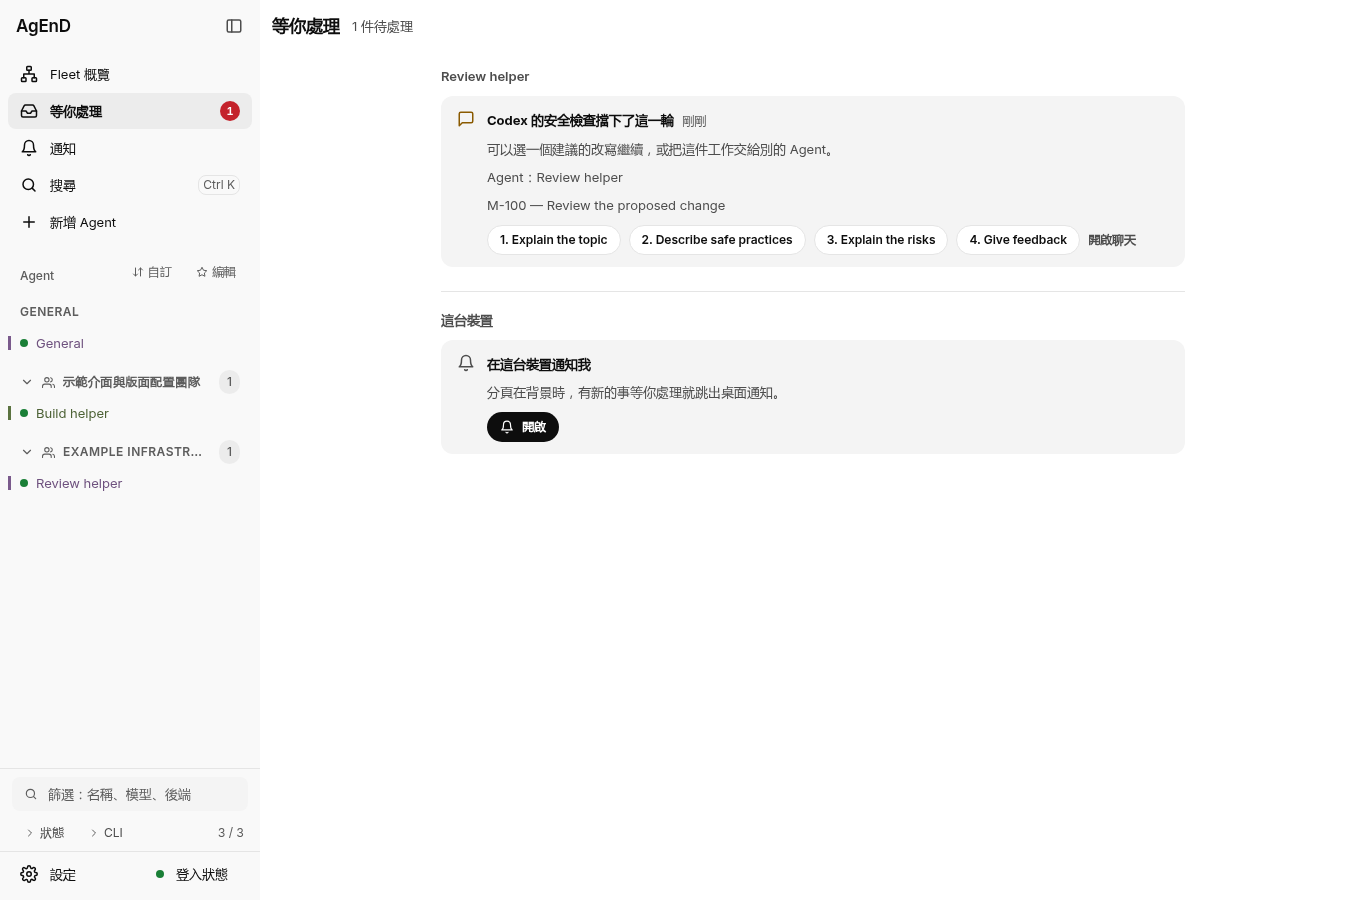 AgEnD
Fleet 概覽
等你處理 1
通知
搜尋 Ctrl K
新增 Agent
Agent 自訂 編輯
GENERAL
General
示範介面與版面配置團隊 1
Build helper
EXAMPLE INFRASTR... 1
Review helper
篩選：名稱、模型、後端
狀態 CLI 3 / 3
設定 登入狀態
等你處理 1 件待處理
Review helper
Codex 的安全檢查擋下了這一輪 剛剛
可以選一個建議的改寫繼續，或把這件工作交給別的 Agent。
Agent：Review helper
M-100 — Review the proposed change
1. Explain the topic 2. Describe safe practices 3. Explain the risks 4. Give feedback 開啟聊天
這台裝置
在這台裝置通知我
分頁在背景時，有新的事等你處理就跳出桌面通知。
開啟